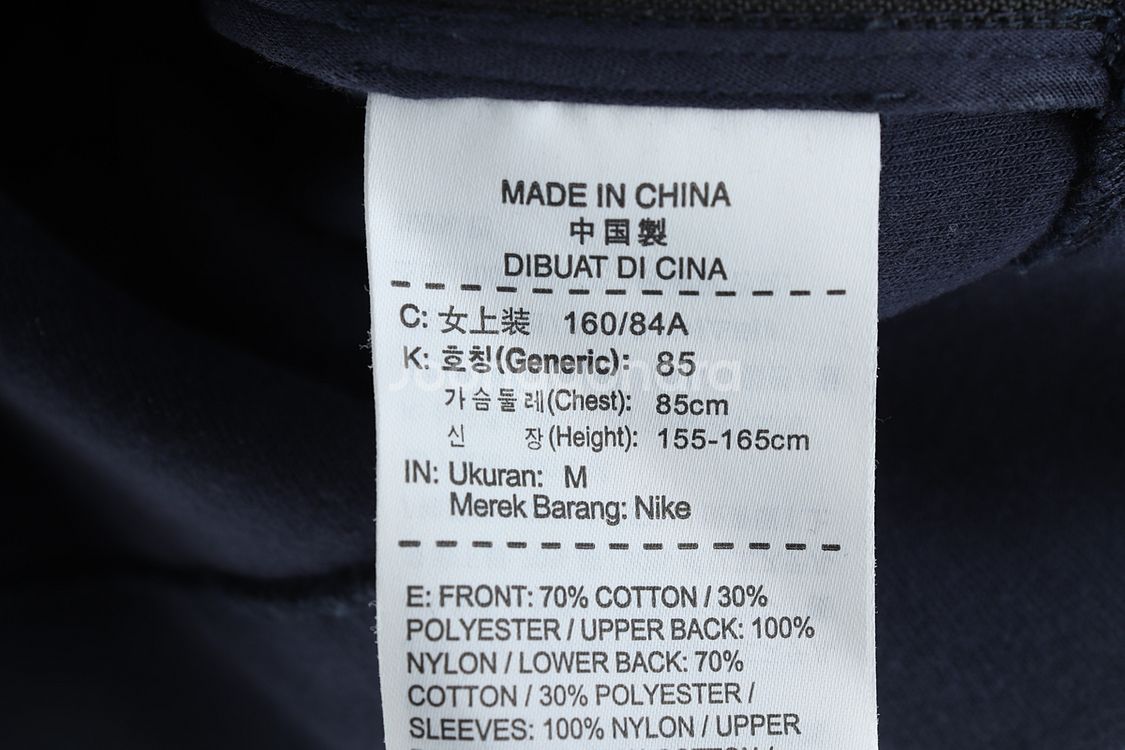 MADE IN CHINA
中国製
DIBUAT DI CINA
C: 女上装 160/84A
K: 호칭(Generic): 85
가슴둘레(Chest): 85cm
신 장(Height): 155-165cm
IN: Ukuran: M
Merek Barang: Nike
E: FRONT: 70% COTTON / 30%
POLYESTER / UPPER BACK: 100%
NYLON / LOWER BACK: 70%
COTTON / 30% POLYESTER /
SLEEVES: 100% NYLON / UPPER